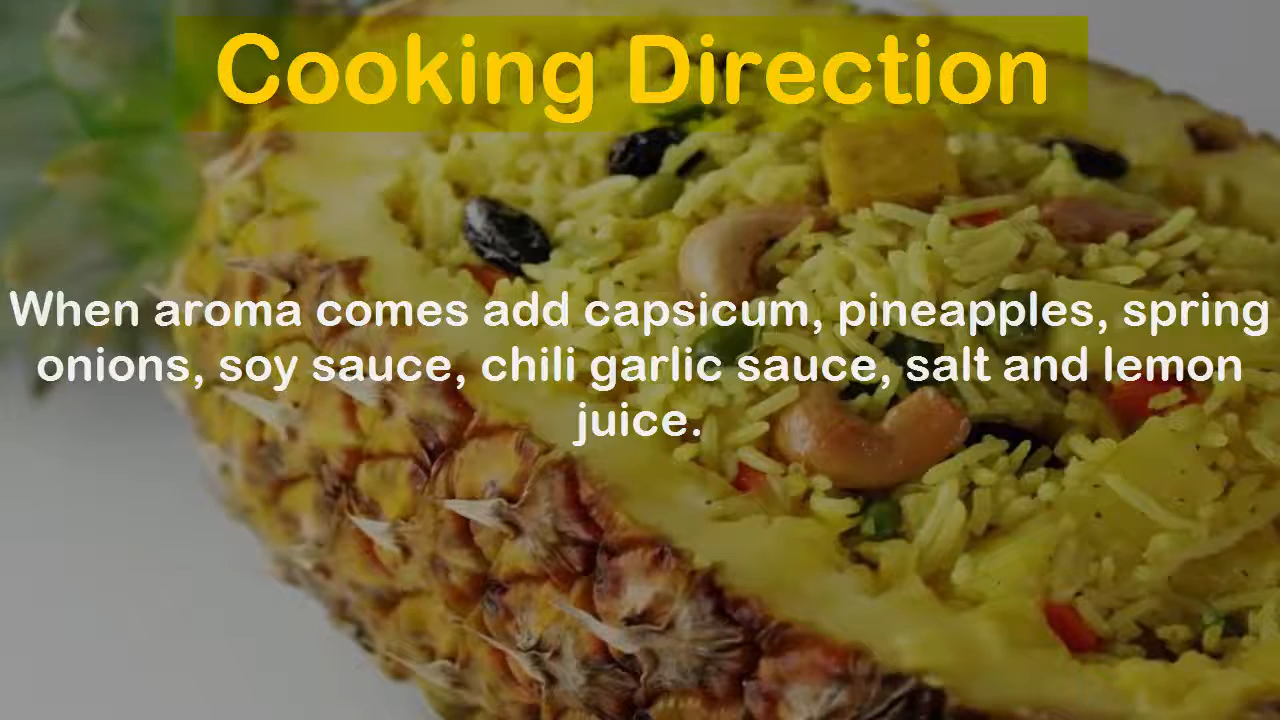 Cooking Direction
When aroma comes add capsicum, pineapples, spring
onions, soy sauce, chili garlic sauce, salt and lemon
juice.